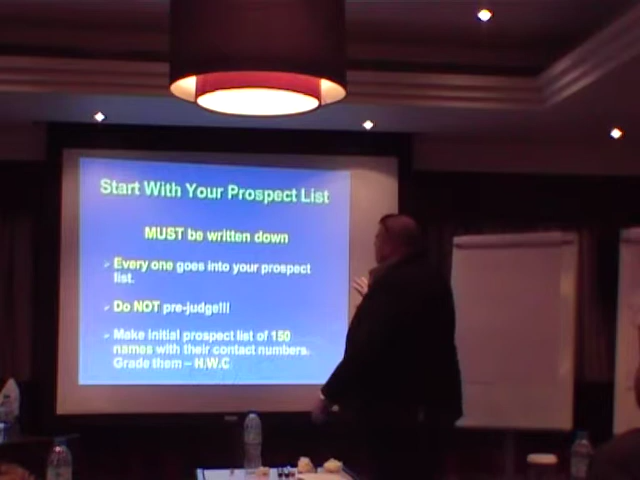 Start With Your Prospect List
MUST be written down
Every one goes into your prospect
list.
Do NOT pre-judge!!!
Make initial prospect list of 150
names with their contact numbers.
Grade them – H.W.C